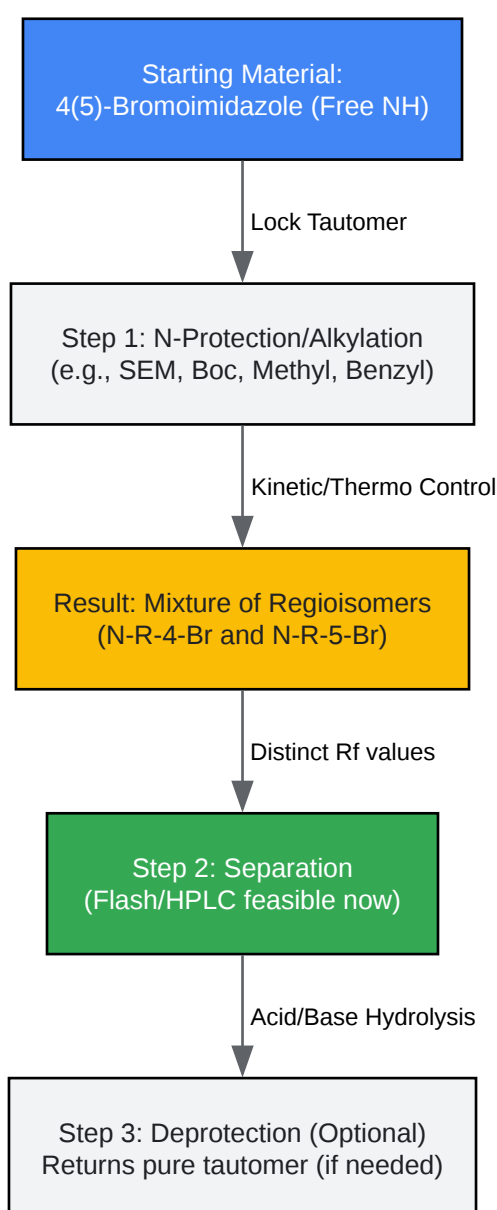 Starting Material:
4(5)-Bromoimidazole (Free NH)
Lock Tautomer
Step 1: N-Protection/Alkylation
(e.g., SEM, Boc, Methyl, Benzyl)
Kinetic/Thermo Control
Result: Mixture of Regioisomers
(N-R-4-Br and N-R-5-Br)
Distinct Rf values
Step 2: Separation
(Flash/HPLC feasible now)
Acid/Base Hydrolysis
Step 3: Deprotection (Optional)
Returns pure tautomer (if needed)